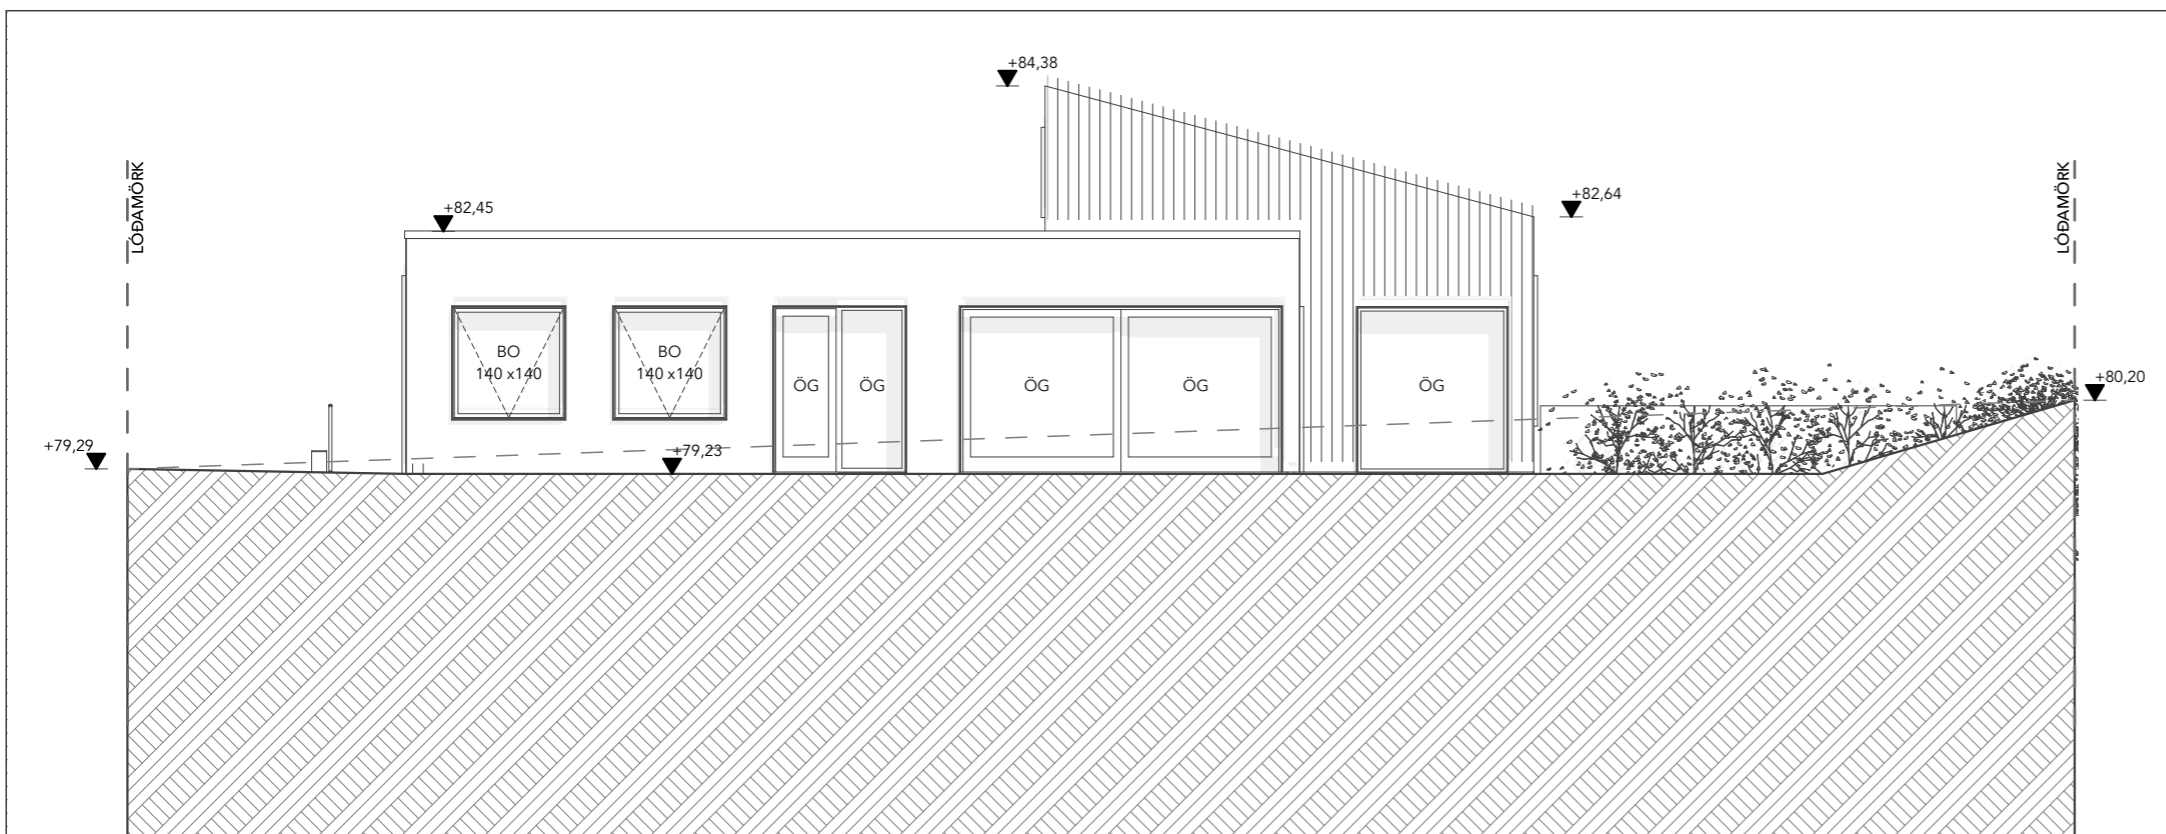 +84,38
LÓÐAMÖRK
LÓÐAMÖRK
+82,45
+82,64
BO
140 x140
BO
140 x140
ÖG
ÖG
ÖG
ÖG
ÖG
+80,20
+79,29
+79,23